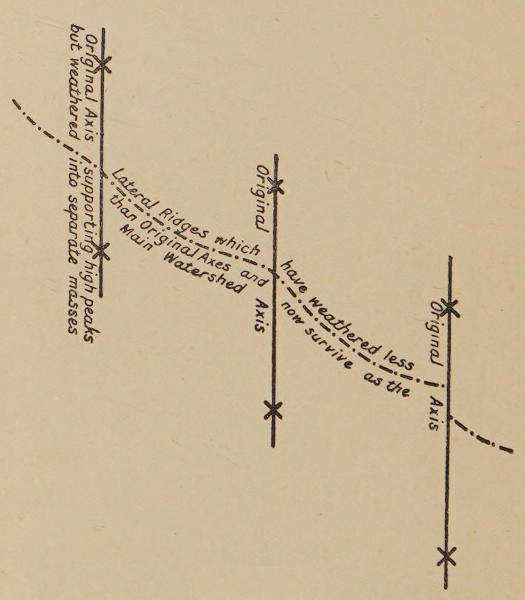 Original Axis supporting high peaks
but weathered into separate masses
Lateral Ridges which have weathered less
than Original Axes and now survive as the
Main Watershed
Original Axis
Original Axis